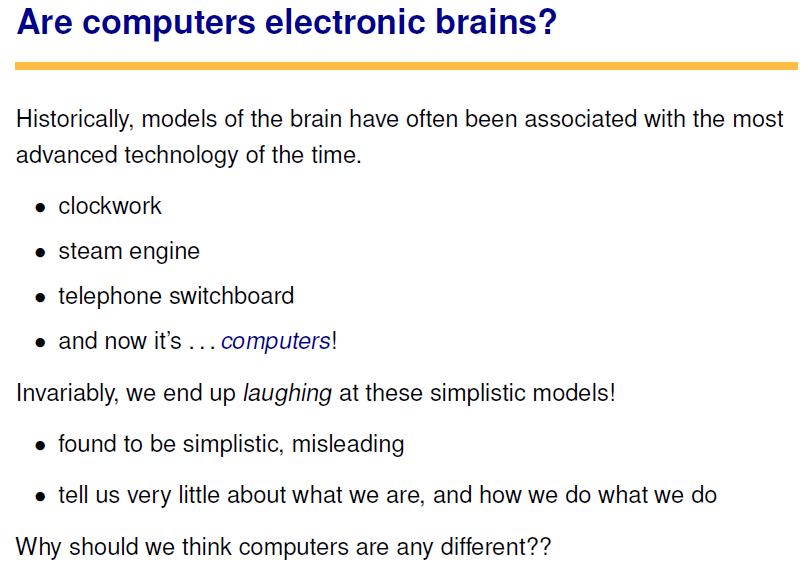 Are computers electronic brains?
Historically, models of the brain have often been associated with the most
advanced technology of the time.
• clockwork
• steam engine
• telephone switchboard
• and now it's ... computers!
Invariably, we end up laughing at these simplistic models!
• found to be simplistic, misleading
• tell us very little about what we are, and how we do what we do
Why should we think computers are any different??